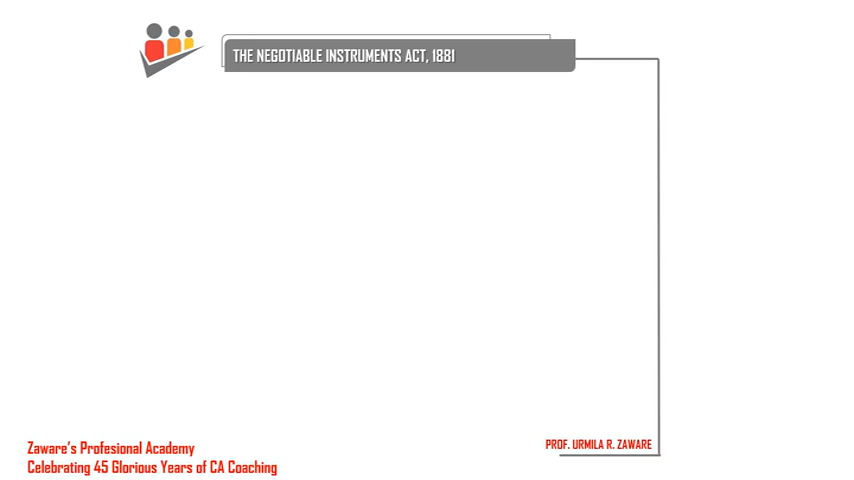 THE NEGOTIABLE INSTRUMENTS ACT, 1881
PROF. URMILA R. ZAWARE
Zaware's Profesional Academy
Celebrating 45 Glorious Years of CA Coaching